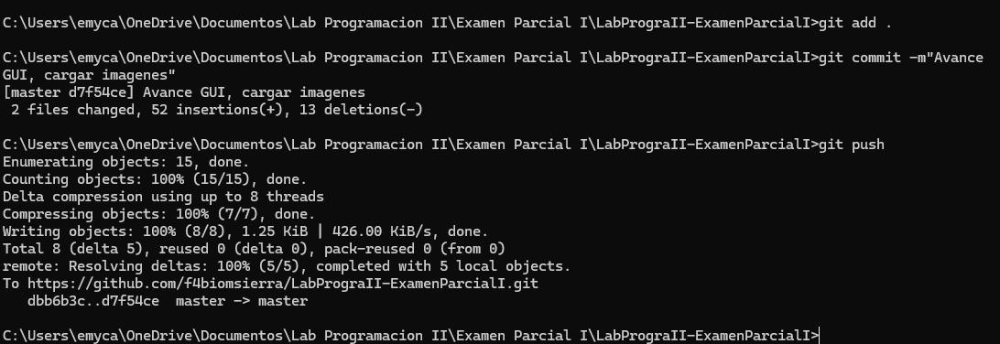 C:\Users\emyca\OneDrive\Documentos\Lab Programacion II\Examen Parcial I\LabPrograII-ExamenParcialI>git add .
C:\Users\emyca\OneDrive\Documentos\Lab Programacion II\Examen Parcial I\LabPrograII-ExamenParcialI>git commit -m"Avance
GUI, cargar imagenes"
[master d7f54ce] Avance GUI, cargar imagenes
 2 files changed, 52 insertions(+), 13 deletions(-)
C:\Users\emyca\OneDrive\Documentos\Lab Programacion II\Examen Parcial I\LabPrograII-ExamenParcialI>git push
Enumerating objects: 15, done.
Counting objects: 100% (15/15), done.
Delta compression using up to 8 threads
Compressing objects: 100% (7/7), done.
Writing objects: 100% (8/8), 1.25 KiB | 426.00 KiB/s, done.
Total 8 (delta 5), reused 0 (delta 0), pack-reused 0 (from 0)
remote: Resolving deltas: 100% (5/5), completed with 5 local objects.
To https://github.com/f4biomsierra/LabPrograII-ExamenParcialI.git
   dbb6b3c..d7f54ce  master -> master
C:\Users\emyca\OneDrive\Documentos\Lab Programacion II\Examen Parcial I\LabPrograII-ExamenParcialI>